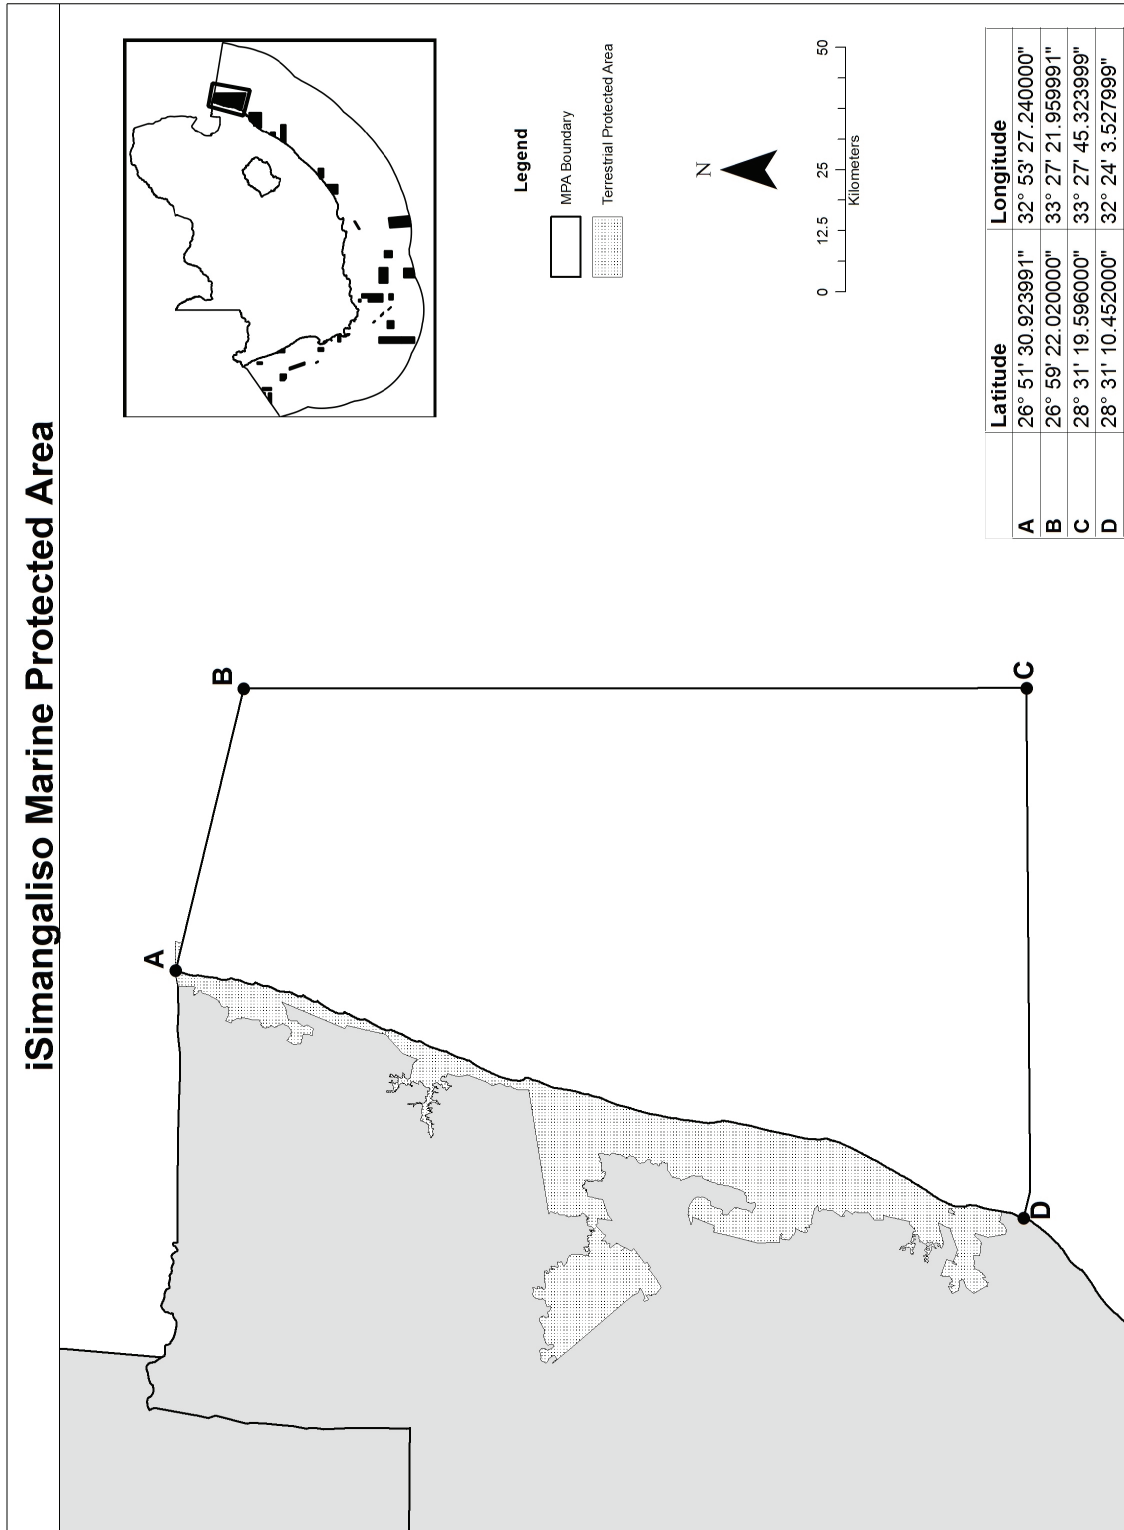 iSimangaliso Marine Protected Area
Legend
MPA Boundary
Terrestrial Protected Area
N
0 12.5 25 50
Kilometers
A
B
C
D
Latitude Longitude
A 26° 51' 30.923991" 32° 53' 27.240000"
B 26° 59' 22.020000" 33° 27' 21.959991"
C 28° 31' 19.596000" 33° 27' 45.323999"
D 28° 31' 10.452000" 32° 24' 3.527999"